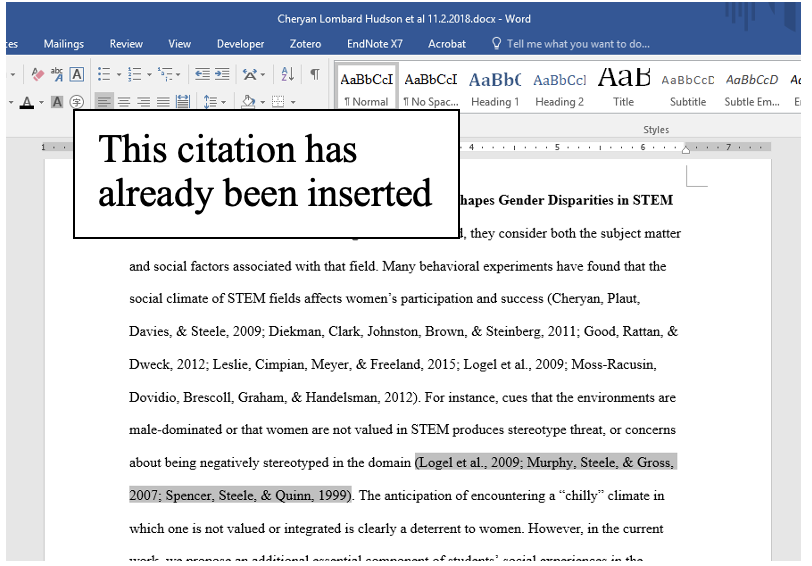 Cheryan Lombard Hudson et al 11.2.2018.docx - Word
ces Mailings Review View Developer Zotero EndNote X7 Acrobat Tell me what you want to do...
AaBbCcI AaBbCcI AaBb( AaBbCcl AaB AaBbCcD AaBbCcD
¶ Normal ¶ No Spac... Heading 1 Heading 2 Title Subtitle Subtle Em...
Styles
1 4 5 6 7
This citation has
already been inserted
hapes Gender Disparities in STEM
, they consider both the subject matter
and social factors associated with that field. Many behavioral experiments have found that the
social climate of STEM fields affects women’s participation and success (Cheryan, Plaut,
Davies, & Steele, 2009; Diekman, Clark, Johnston, Brown, & Steinberg, 2011; Good, Rattan, &
Dweck, 2012; Leslie, Cimpian, Meyer, & Freeland, 2015; Logel et al., 2009; Moss-Racusin,
Dovidio, Brescoll, Graham, & Handelsman, 2012). For instance, cues that the environments are
male-dominated or that women are not valued in STEM produces stereotype threat, or concerns
about being negatively stereotyped in the domain (Logel et al., 2009; Murphy, Steele, & Gross,
2007; Spencer, Steele, & Quinn, 1999). The anticipation of encountering a “chilly” climate in
which one is not valued or integrated is clearly a deterrent to women. However, in the current
work, we propose an additional essential component of students’ social experiences in the